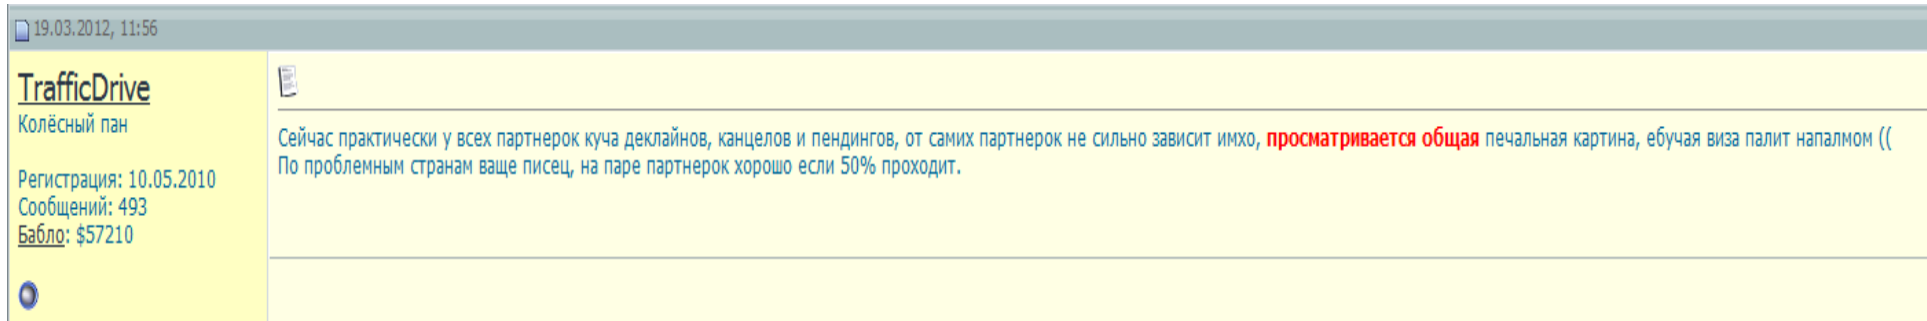 19.03.2012, 11:56
TrafficDrive
Колёсный пан
Регистрация: 10.05.2010
Сообщений: 493
Бабло: $57210
Сейчас практически у всех партнерок куча деклайнов, канцелов и пендингов, от самих партнерок не сильно зависит имхо, просматривается общая печальная картина, ебучая виза палит напалмом ((
По проблемным странам ваще писец, на паре партнерок хорошо если 50% проходит.